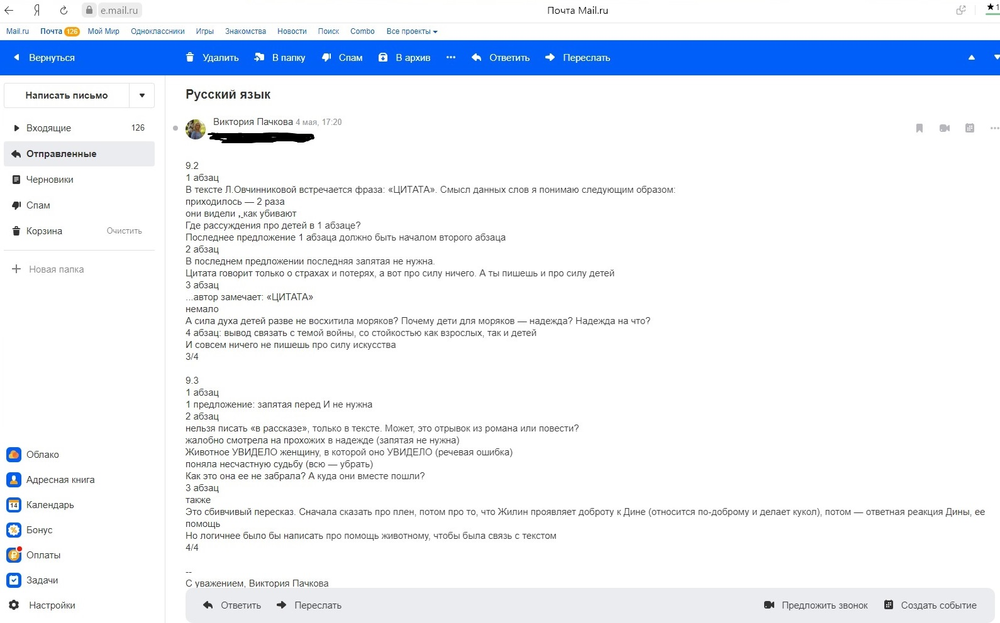 e.mail.ru
Почта Mail.ru
1
Mail.ru Почта 126 Мой Мир Одноклассники Игры Знакомства Новости Поиск Combo Все проекты
Вернуться Удалить В папку Спам В архив Ответить Переслать
Написать письмо
Входящие 126
Отправленные
Черновики
Спам
Корзина Очистить
Новая папка
Облако
Адресная книга
14 Календарь
Бонус
Оплаты
Задачи
Настройки
Русский язык
Виктория Пачкова 4 мая, 17:20
9.2
1 абзац
В тексте Л.Овчинниковой встречается фраза: «ЦИТАТА». Смысл данных слов я понимаю следующим образом:
приходилось — 2 раза
они видели , как убивают
Где рассуждения про детей в 1 абзаце?
Последнее предложение 1 абзаца должно быть началом второго абзаца
2 абзац
В последнем предложении последняя запятая не нужна.
Цитата говорит только о страхах и потерях, а вот про силу ничего. А ты пишешь и про силу детей
3 абзац
...автор замечает: «ЦИТАТА»
немало
А сила духа детей разве не восхитила моряков? Почему дети для моряков — надежда? Надежда на что?
4 абзац: вывод связать с темой войны, со стойкостью как взрослых, так и детей
И совсем ничего не пишешь про силу искусства
3/4
9.3
1 абзац
1 предложение: запятая перед И не нужна
2 абзац
нельзя писать «в рассказе», только в тексте. Может, это отрывок из романа или повести?
жалобно смотрела на прохожих в надежде (запятая не нужна)
Животное УВИДЕЛО женщину, в которой оно УВИДЕЛО (речевая ошибка)
поняла несчастную судьбу (всю — убрать)
Как это она ее не забрала? А куда они вместе пошли?
3 абзац
также
Это сбивчивый пересказ. Сначала сказать про плен, потом про то, что Жилин проявляет доброту к Дине (относится по-доброму и делает кукол), потом — ответная реакция Дины, ее
помощь
Но логичнее было бы написать про помощь животному, чтобы была связь с текстом
4/4
--
С уважением, Виктория Пачкова
Ответить Переслать Предложить звонок Создать событие